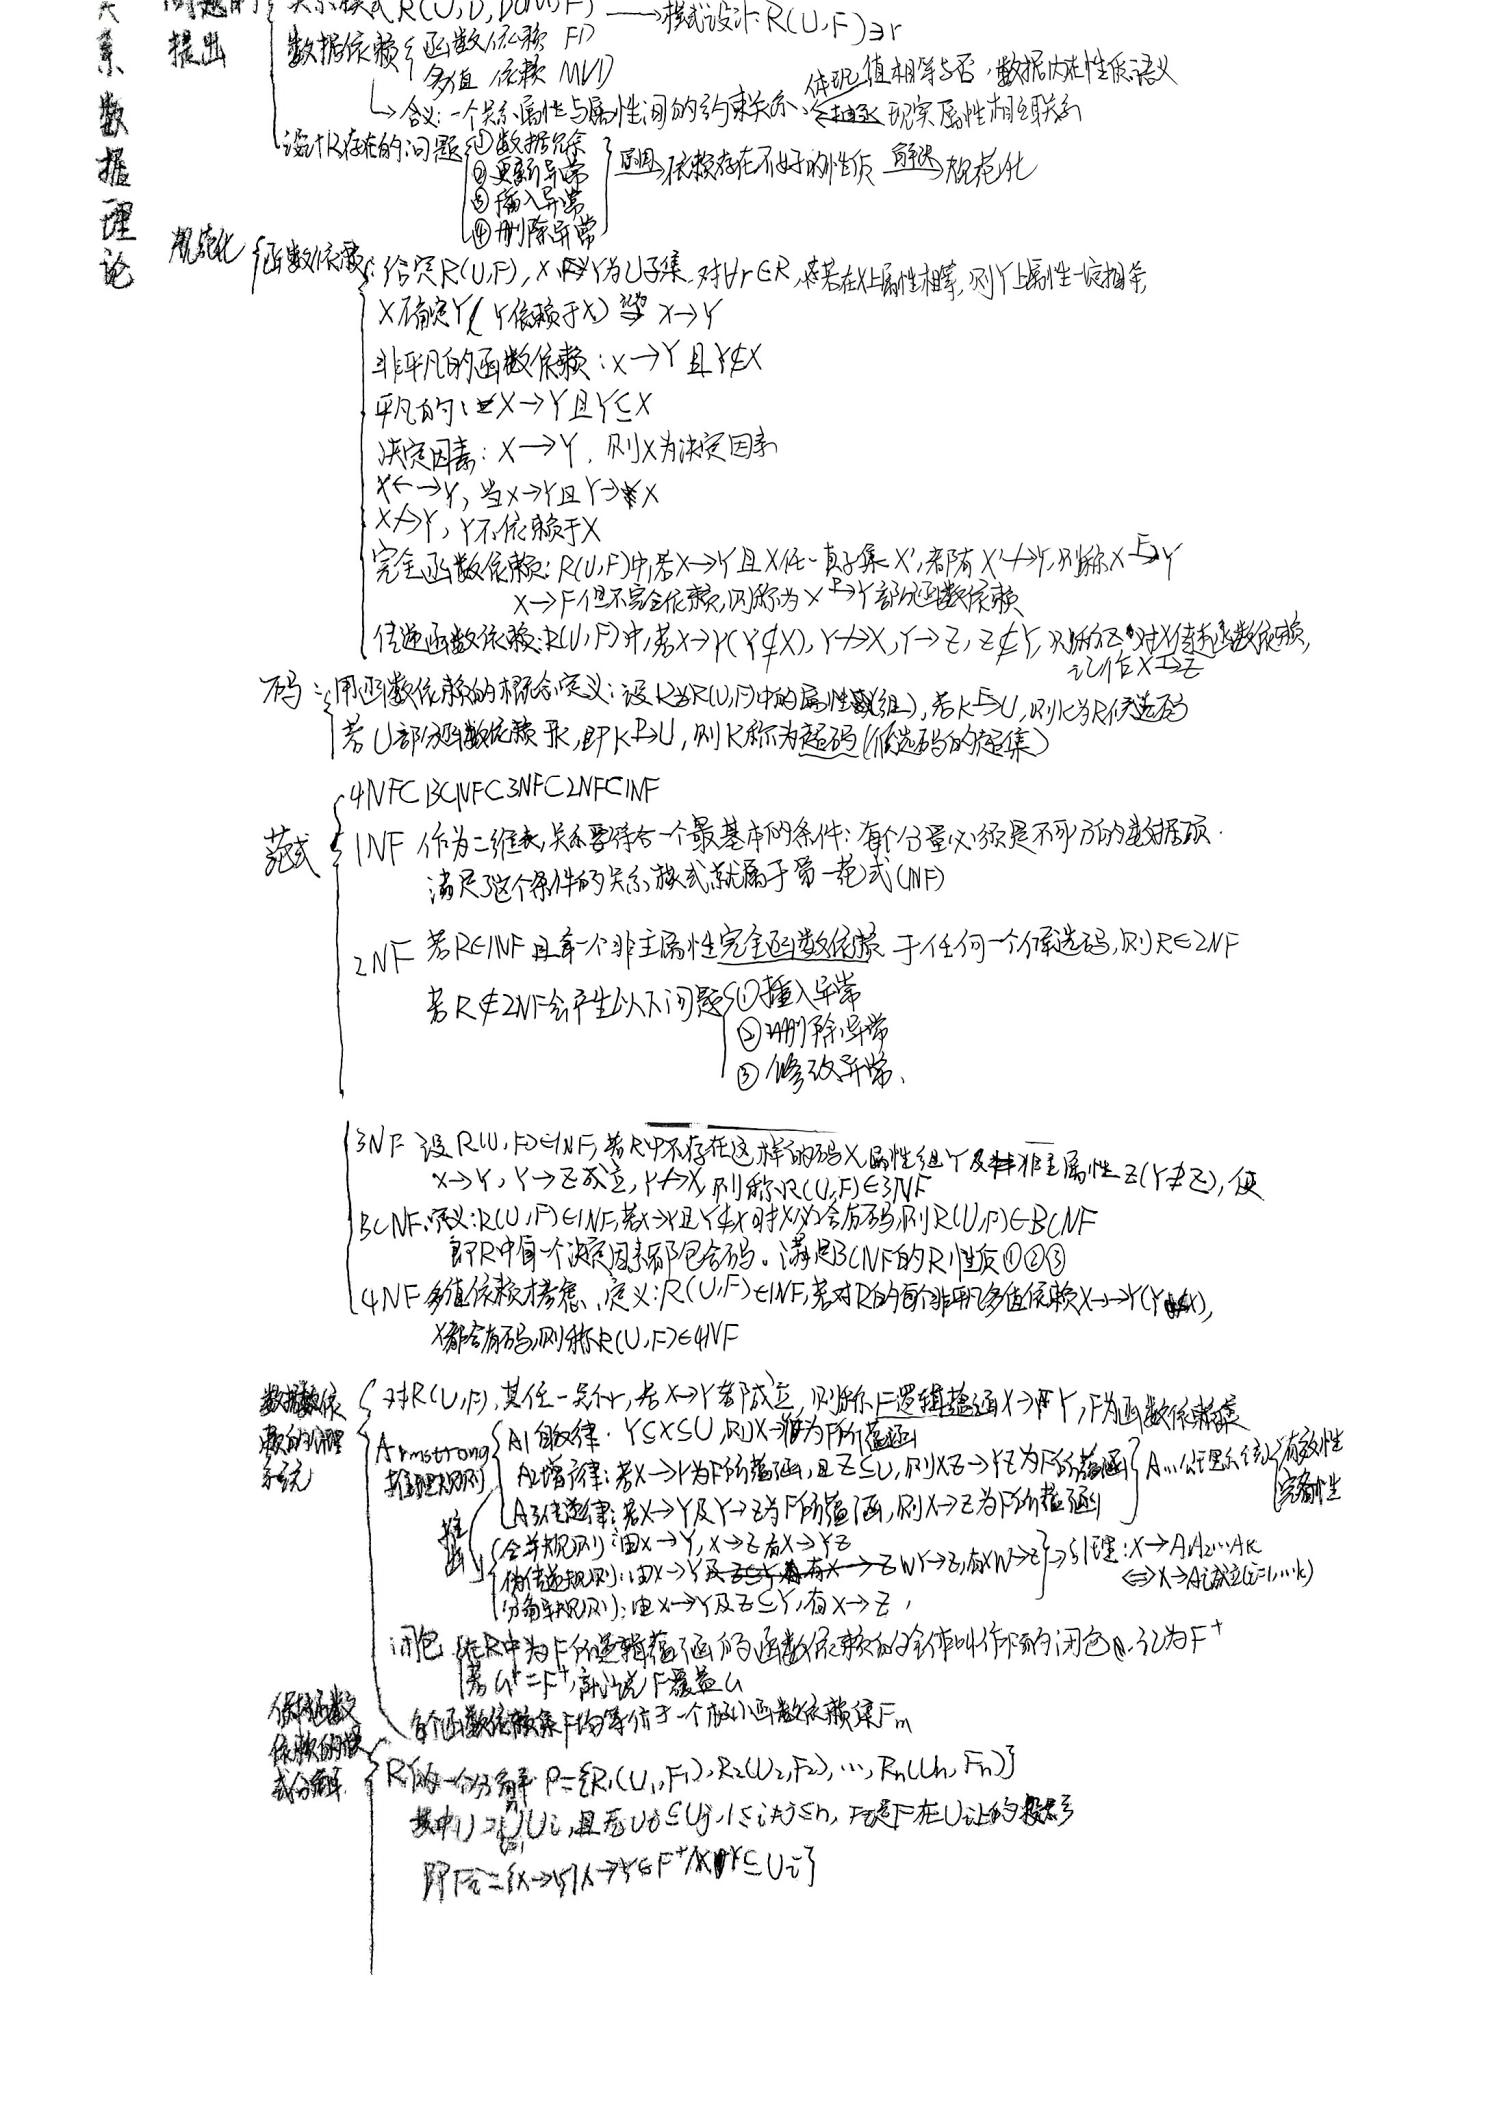 关系数据理论
问题的提出
关系模式R(U,D,DOM,F) → 模式设计:R(U,F)∋r
数据依赖 函数依赖 FD
多值 依赖 MVD
体现 值相等与否,数据内在性质语义
含义:一个关系属性与属性间的约束关系 现实属性相互联系
设计R存在的问题 ①数据冗余
②更新异常 原因→依赖存在不好的性质 解决→规范化
③插入异常
④删除异常
规范化 函数依赖:给定R(U,F),X Y为U子集.对∀r∈R,若在X上属性相等,则Y上属性一定相等,
X确定Y(Y依赖于X) X→Y
非平凡的函数依赖:X→Y且Y⊄X
平凡的:X→Y且Y⊆X
决定因素:X→Y,则X为决定因素
X←→Y,当X→Y且Y→X
X↛Y,Y不依赖于X
完全函数依赖:R(U,F)中,若X→Y且X任一真子集X',都有X'↛Y,则称X F→Y
X→F但不完全依赖,则称为X P→Y部分函数依赖
传递函数依赖:R(U,F)中,若X→Y(Y⊄X),Y↛X,Y→Z,Z⊄Y,则称Z对X传递函数依赖,
记作X T→Z
码:用函数依赖的概念定义:设K为R(U,F)中的属性(组),若K F→U,则K为R候选码
若U部分函数依赖于K,即K P→U,则K称为超码(候选码的超集)
4NF⊂BCNF⊂3NF⊂2NF⊂1NF
范式 1NF 作为二维表,关系要符合一个最基本的条件:每个分量必须是不可分的数据项.
满足了这个条件的关系模式就属于第一范式(1NF)
2NF 若R∈1NF且每一个非主属性完全函数依赖于任何一个候选码,则R∈2NF
若R∉2NF会产生以下问题 ①插入异常
②删除异常
③修改异常、
3NF 设R(U,F)∈1NF,若R中不存在这样的码X,属性组Y及非主属性Z(Y⊉Z),使
X→Y,Y→Z成立,Y↛X,则称R(U,F)∈3NF
BCNF.定义:R(U,F)∈1NF,若X→Y且Y⊄X时X必含有码,则R(U,F)∈BCNF
即R中每一个决定因素都包含码。满足BCNF的R性质①②③
4NF 多值依赖才考虑、定义:R(U,F)∈1NF,若对R的每个非平凡多值依赖X→→Y(Y⊄X),
X都含有码,则称R(U,F)∈4NF
数据依赖的公理系统
对R(U,F),其任一关系r,若X→Y都成立,则称F逻辑蕴涵X→Y,F为函数依赖集
Armstrong推理规则 A1自反律.Y⊆X⊆U,则X→Y为F所蕴涵
A2增广律:若X→Y为F所蕴涵,且Z⊆U,则XZ→YZ为F所蕴涵 A...公理系统 有效性 完备性
A3传递律:若X→Y及Y→Z为F所蕴涵,则X→Z为F所蕴涵
推出 合并规则:由X→Y,X→Z有X→YZ
伪传递规则:由X→Y及 WY→Z,有XW→Z →引理:X→A1A2...Ak
⇔X→Ai成立(i=1,...k)
分解规则:由X→Y及Z⊆Y,有X→Z,
闭包 在R中为F所逻辑蕴涵的函数依赖的全体叫作F的闭包.记为F⁺
若G⁺=F⁺,就说F覆盖G
每个函数依赖集F均等价于一个极小函数依赖集Fm
保持函数依赖的模式分解
R的一个分解 ρ={R₁(U₁,F₁),R₂(U₂,F₂),...,Rn(Un,Fn)}
其中U=∪Ui,且无Ui⊆Uj,1≤i≠j≤n,Fi是F在Ui上的投影
即Fi={X→Y|X→Y∈F⁺∧XY⊆Ui}